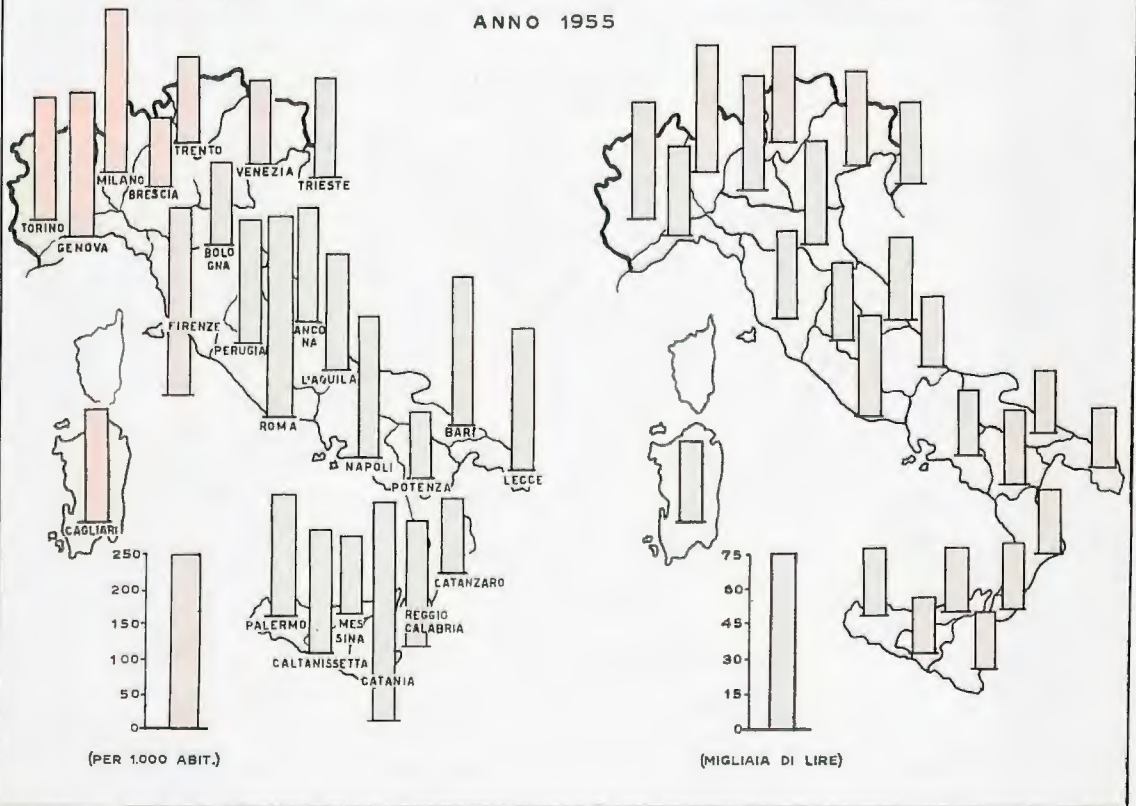 ANNO 1955
TRENTO
MILANO
BRESCIA
VENEZIA
TRIESTE
TORINO
GENOVA
BOLO
GNA
FIRENZE
PERUGIA
ANCO
NA
L'AQUILA
ROMA
BARI
NAPOLI
POTENZA
LECCE
CAGLIARI
CATANZARO
PALERMO
MES
SINA
REGGIO
CALABRIA
CALTANISSETTA
CATANIA
250
200
150
100
50
0
(PER 1.000 ABIT.)
75
60
45
30
15
0
(MIGLIAIA DI LIRE)